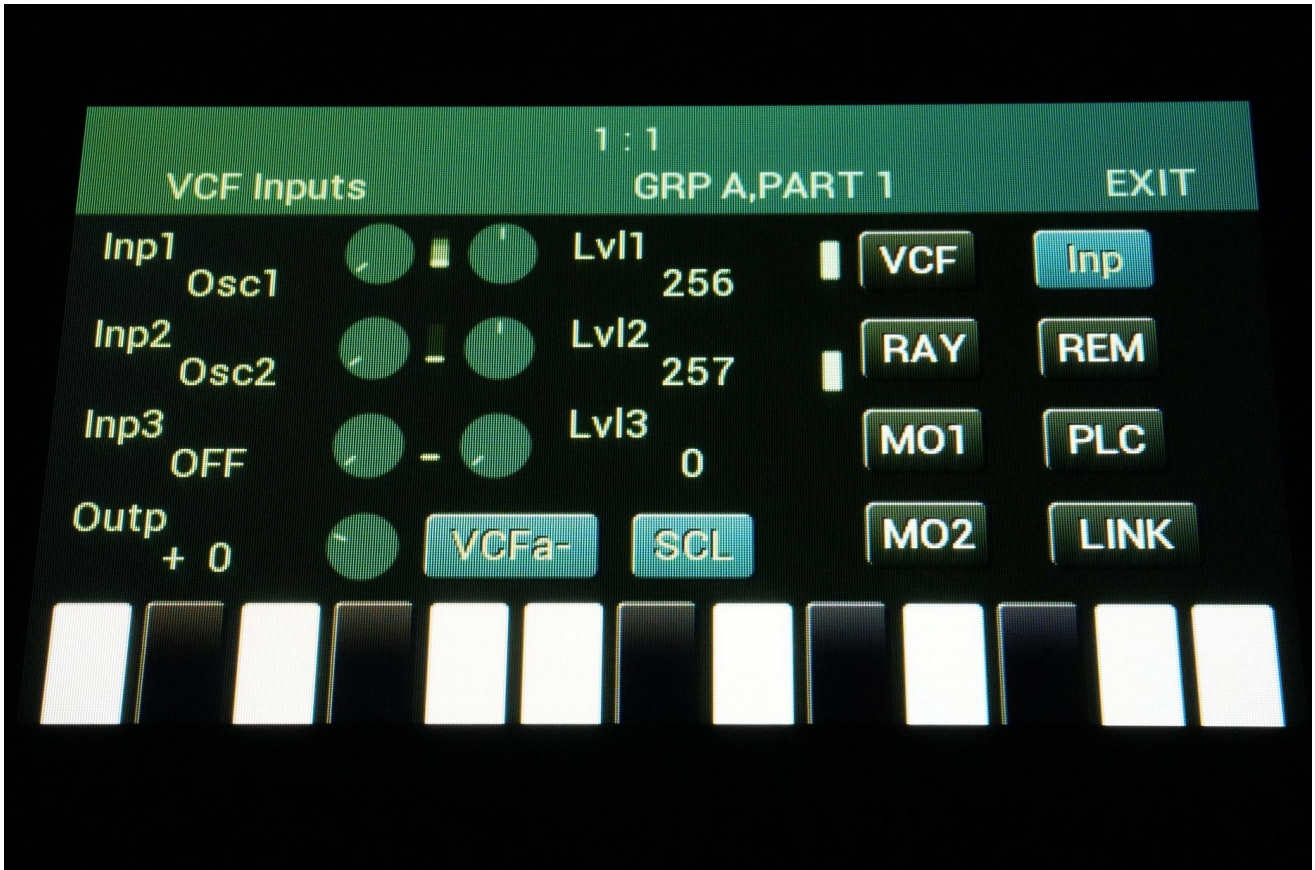 1 : 1
VCF Inputs GRP A,PART 1 EXIT
Inp1 Lvl1 VCF Inp
Osc1 256
Inp2 Lvl2 RAY REM
Osc2 257
Inp3 Lvl3 MO1 PLC
OFF 0
Outp VCFa- SCL MO2 LINK
+ 0